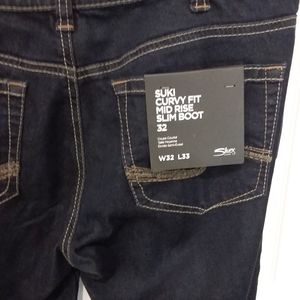 SUKI
CURVY FIT
MID RISE
SLIM BOOT
32
W32 L33
Silver